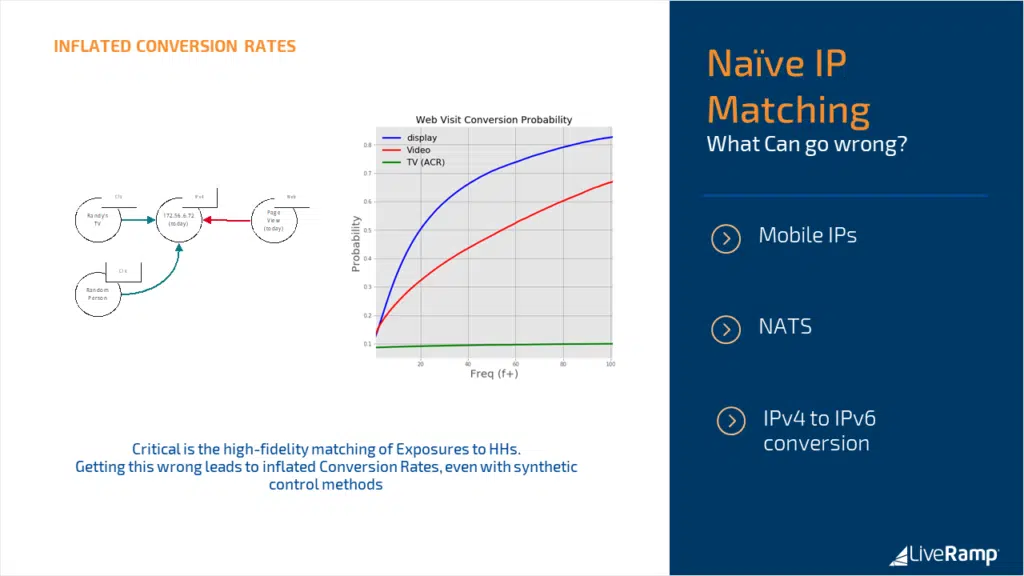 INFLATED CONVERSION RATES
Randy's
TV
CTV
172.56.6.72
(today)
IPv4
Page
View
(today)
Web
Random
Person
Web Visit Conversion Probability
display
Video
TV (ACR)
Probability
0.8
0.7
0.6
0.5
0.4
0.3
0.2
0.1
20
40
60
80
100
Freq (f+)
Critical is the high-fidelity matching of Exposures to HHs.
Getting this wrong leads to inflated Conversion Rates, even with synthetic
control methods
Naïve IP
Matching
What Can go wrong?
Mobile IPs
NATS
IPv4 to IPv6
conversion
LiveRamp